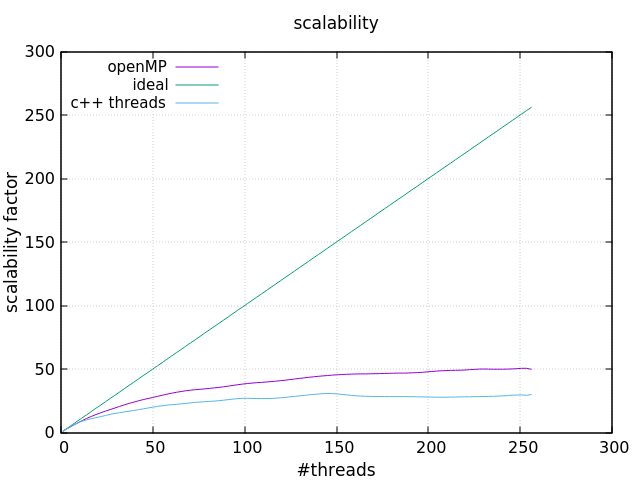 scalability
300
250
200
150
100
50
0
scalability factor
openMP
ideal
c++ threads
0 50 100 150 200 250 300
#threads